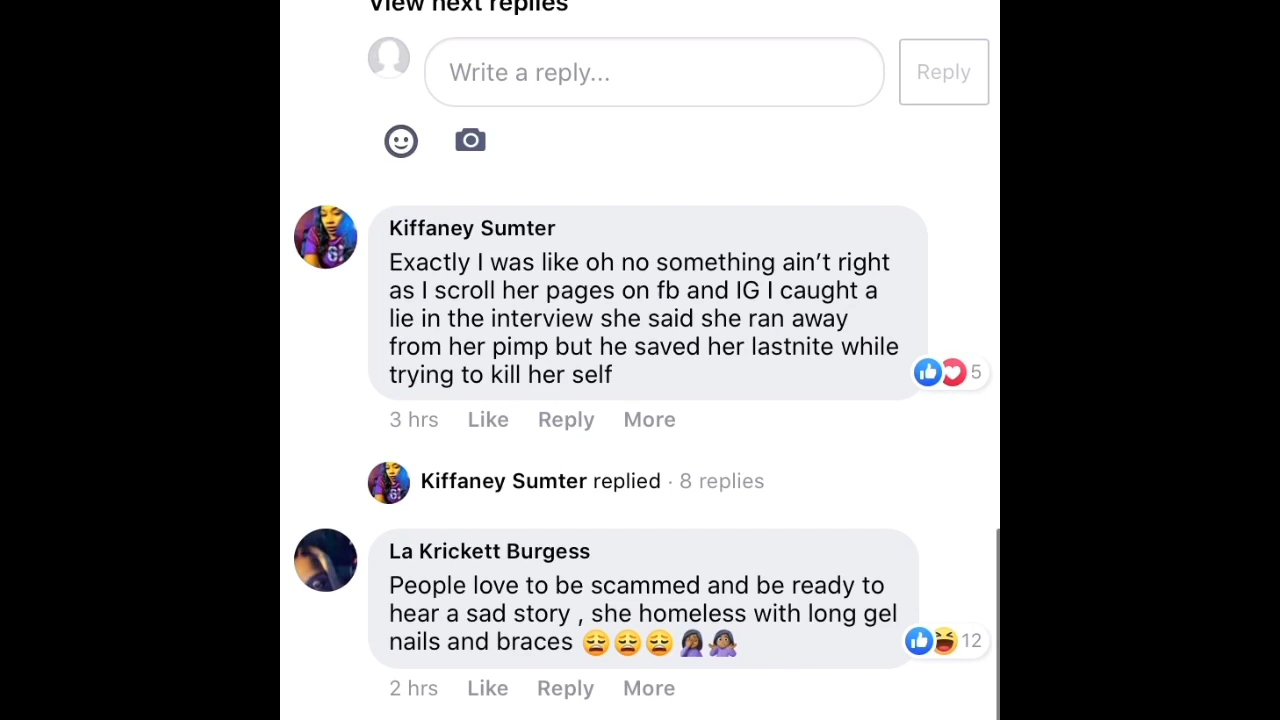 View next replies
Write a reply...
Reply
Kiffaney Sumter
Exactly I was like oh no something ain’t right
as I scroll her pages on fb and IG I caught a
lie in the interview she said she ran away
from her pimp but he saved her lastnite while
trying to kill her self
5
3 hrs Like Reply More
Kiffaney Sumter replied · 8 replies
La Krickett Burgess
People love to be scammed and be ready to
hear a sad story , she homeless with long gel
nails and braces 😩😩😩🤦🏾‍♀️🤷🏽‍♀️
12
2 hrs Like Reply More